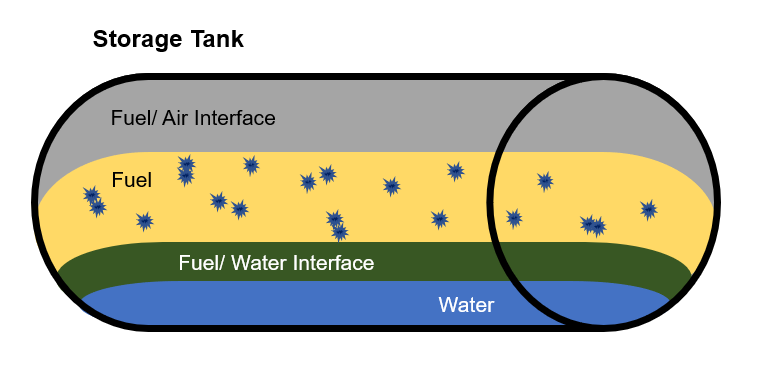 Storage Tank
Fuel/ Air Interface
Fuel
Fuel/ Water Interface
Water